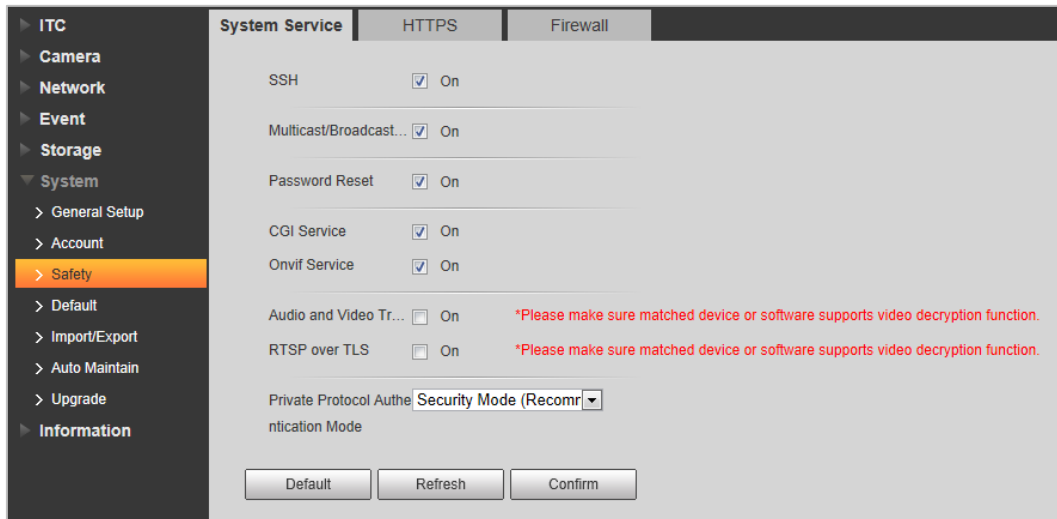 ITC
Camera
Network
Event
Storage
System
General Setup
Account
Safety
Default
Import/Export
Auto Maintain
Upgrade
Information
System Service
HTTPS
Firewall
SSH
On
Multicast/Broadcast...
On
Password Reset
On
CGI Service
On
Onvif Service
On
Audio and Video Tr...
On
*Please make sure matched device or software supports video decryption function.
RTSP over TLS
On
*Please make sure matched device or software supports video decryption function.
Private Protocol Authe
ntication Mode
Security Mode (Recomr
Default
Refresh
Confirm